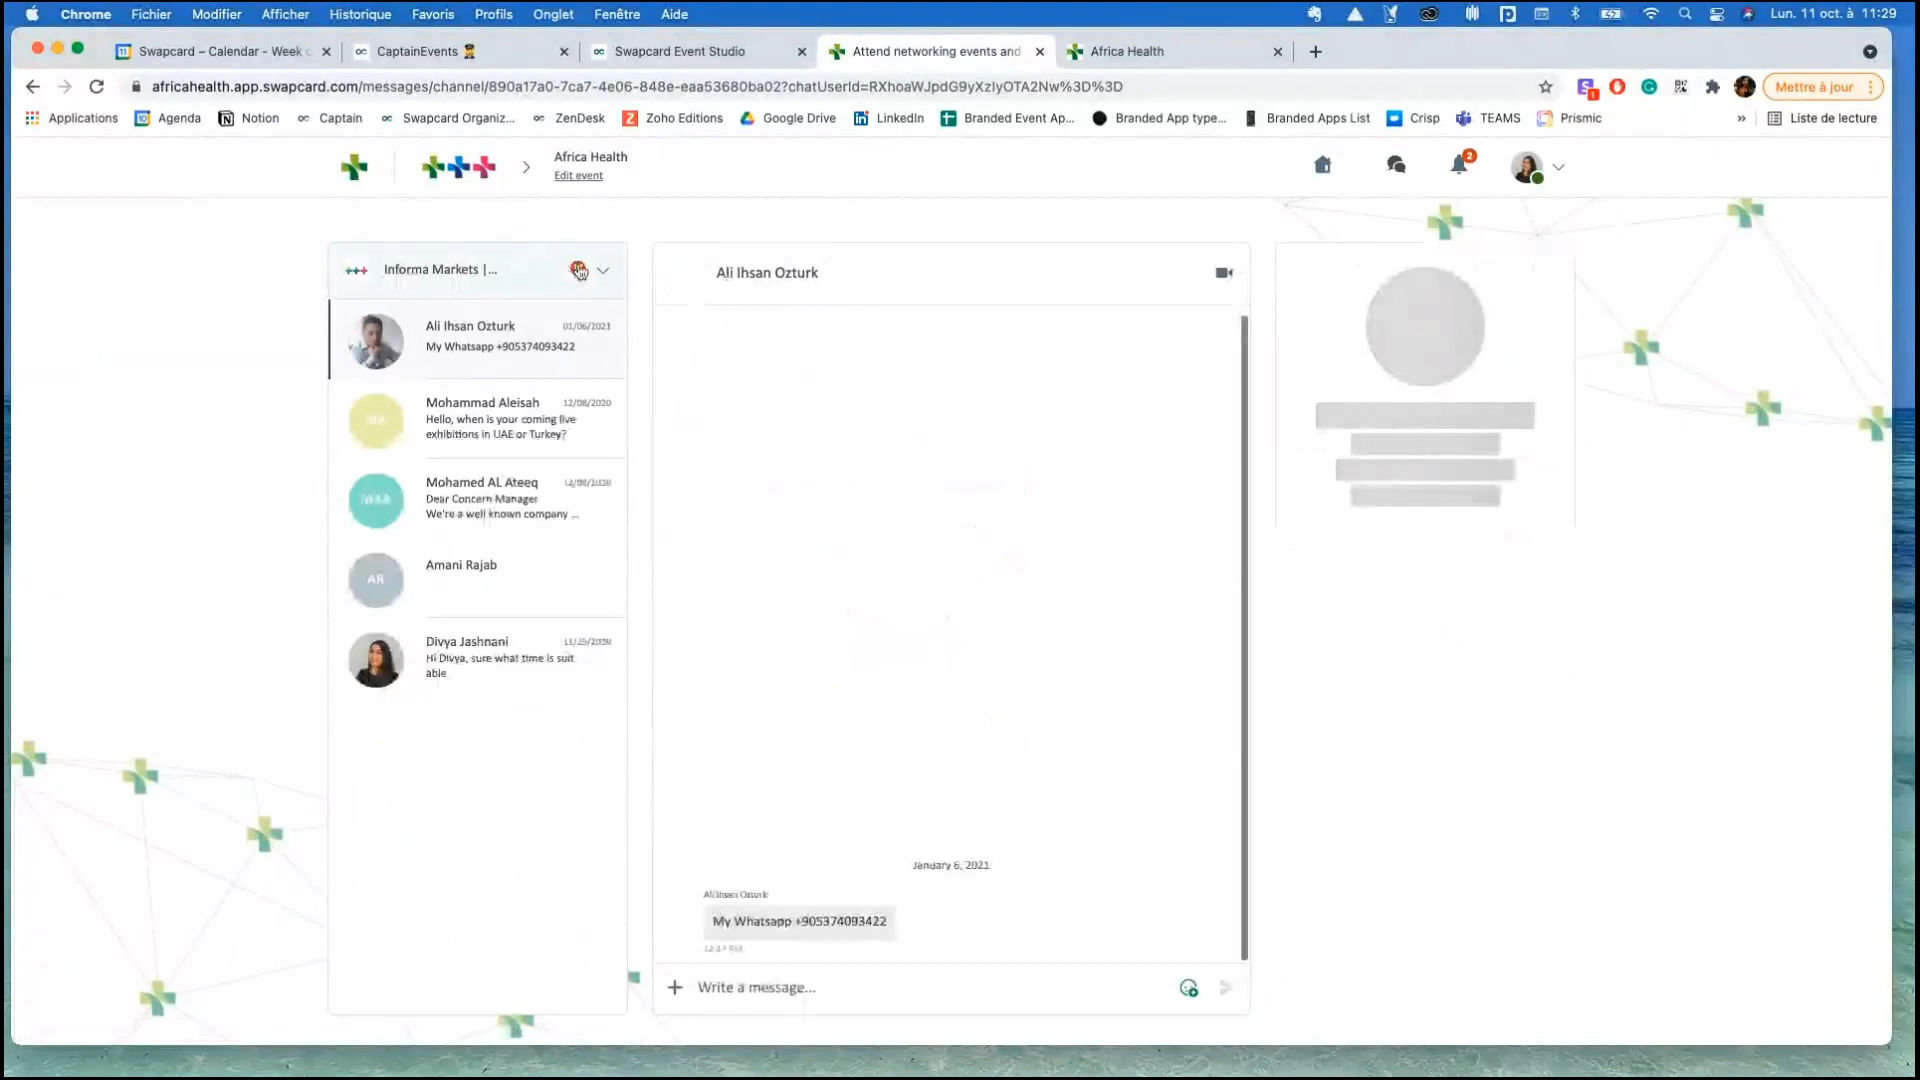 Chrome Fichier Modifier Afficher Historique Favoris Profils Onglet Fenêtre Aide Lun. 11 oct. à 11:29
Swapcard – Calendar - Week CaptainEvents Swapcard Event Studio Attend networking events and Africa Health
africahealth.app.swapcard.com/messages/channel/890a17a0-7ca7-4e06-848e-eaa53680ba02?chatUserId=RXhoaWJpdG9yXzIyOTA2Nw%3D%3D 1 Mettre à jour
Applications Agenda Notion Captain Swapcard Organiz... ZenDesk Zoho Editions Google Drive LinkedIn Branded Event Ap... Branded App type... Branded Apps List Crisp TEAMS Prismic » Liste de lecture
Africa Health
Edit event
2
Informa Markets |...
Ali Ihsan Ozturk 01/06/2021
My Whatsapp +905374093422
Mohammad Aleisah 12/08/2020
Hello, when is your coming live
exhibitions in UAE or Turkey?
Mohamed AL Ateeq
Dear Concern Manager
We're a well known company ...
AR
Amani Rajab
Divya Jashnani
Hi Divya, sure what time is suit
able
Ali Ihsan Ozturk
January 6, 2021
Ali Ihsan Ozturk
My Whatsapp +905374093422
Write a message...